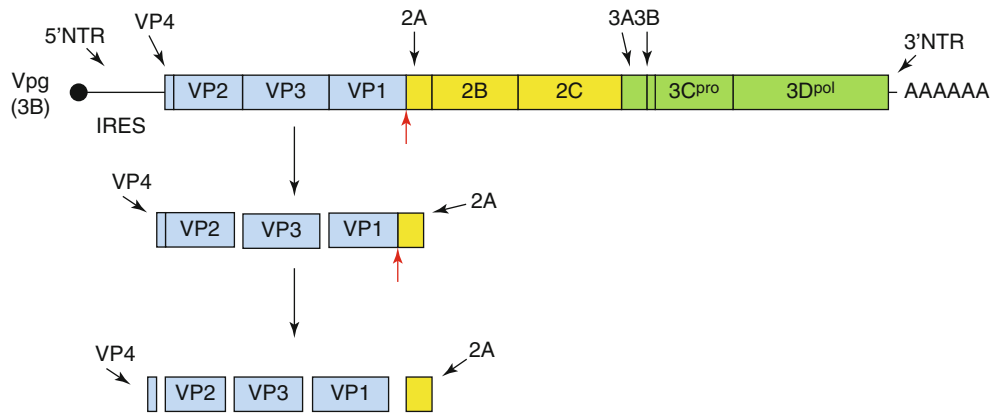 2A
3A3B
VP4
5'NTR
3'NTR
Vpg
(3B)
VP2 VP3 VP1 2B 2C 3Cpro 3Dpol
AAAAAA
IRES
VP4
2A
VP2 VP3 VP1
VP4
2A
VP2 VP3 VP1